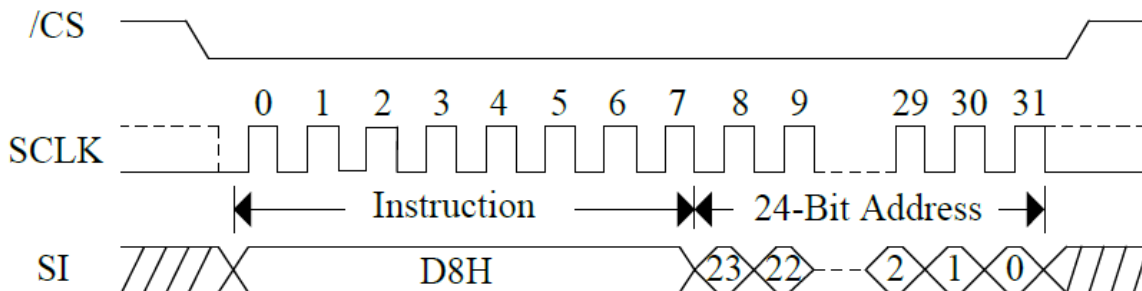 /CS
0 1 2 3 4 5 6 7 8 9 29 30 31
SCLK
Instruction 24-Bit Address
SI D8H 23 22 2 1 0